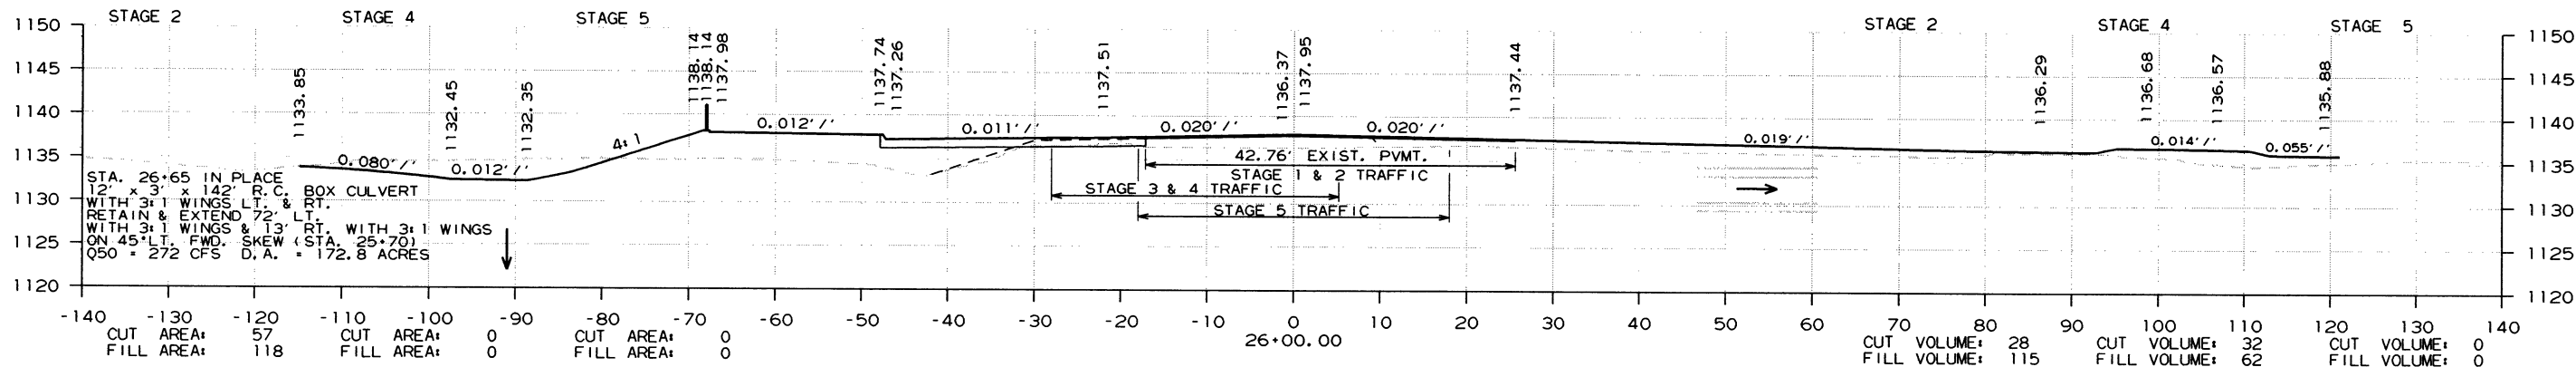 STAGE 2 STAGE 4 STAGE 5 STAGE 2 STAGE 4 STAGE 5
1150 1150
1145 1145
1140 1140
1135 1135
1130 1130
1125 1125
1120 1120
1133.85
1132.45
1132.35
1138.14
1138.14
1137.98
1137.74
1137.26
1137.51
1136.37
1137.95
1137.44
1136.29
1136.68
1136.57
1135.88
0.080'/' 0.012'/' 4:1 0.012'/' 0.011'/' 0.020'/' 0.020'/' 0.019'/' 0.014'/' 0.055'/'
42.76' EXIST. PVMT.
STAGE 1 & 2 TRAFFIC
STAGE 3 & 4 TRAFFIC
STAGE 5 TRAFFIC
STA. 26+65 IN PLACE
12' x 3' x 142' R.C. BOX CULVERT
WITH 3:1 WINGS LT. & RT.
RETAIN & EXTEND 72' LT.
WITH 3:1 WINGS & 13' RT. WITH 3:1 WINGS
ON 45° LT. FWD. SKEW (STA. 25+70)
Q50 = 272 CFS D.A. = 172.8 ACRES
-140 -130 -120 -110 -100 -90 -80 -70 -60 -50 -40 -30 -20 -10 0 10 20 30 40 50 60 70 80 90 100 110 120 130 140
26+00.00
CUT AREA: 57 CUT AREA: 0 CUT AREA: 0
FILL AREA: 118 FILL AREA: 0 FILL AREA: 0
CUT VOLUME: 28 CUT VOLUME: 32 CUT VOLUME: 0
FILL VOLUME: 115 FILL VOLUME: 62 FILL VOLUME: 0